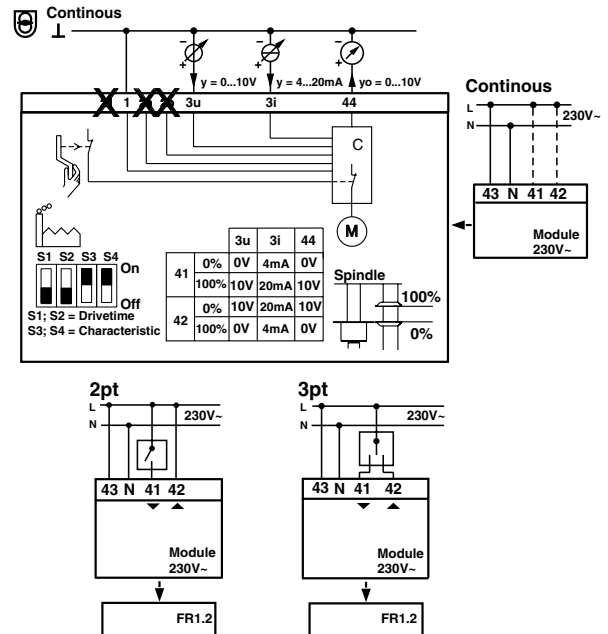 Continous
⊥
y = 0...10V
y = 4...20mA
yo = 0...10V
1 3u 3i 44
C
M
Continous
230V~
N
43 N 41 42
Module
230V~
S1 S2 S3 S4
On
Off
S1; S2 = Drivetime
S3; S4 = Characteristic
3u 3i 44
41 0% 0V 4mA 0V
100% 10V 20mA 10V
42 0% 10V 20mA 10V
100% 0V 4mA 0V
Spindle
100%
0%
2pt
L
N
230V~
43 N 41 42
Module
230V~
FR1.2
3pt
L
N
230V~
43 N 41 42
Module
230V~
FR1.2